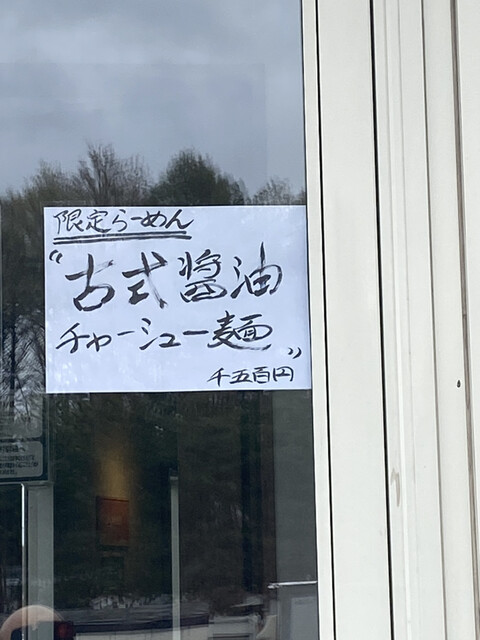 限定らーめん
"古式醤油
チャーシュー麺"
千五百円